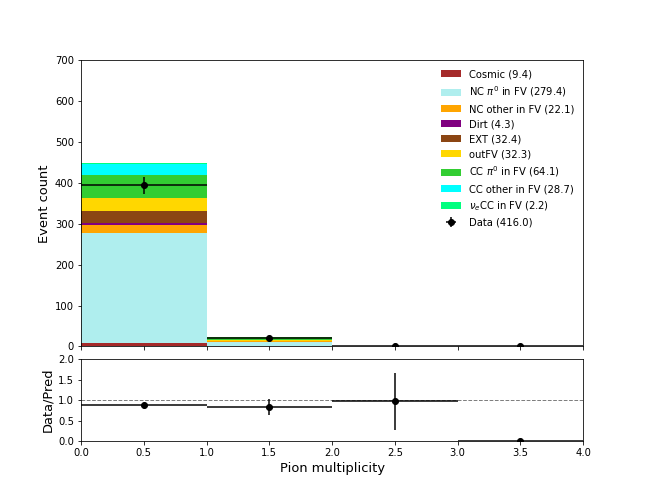 700
600
500
400
300
200
100
0
Event count
Cosmic (9.4)
NC π⁰ in FV (279.4)
NC other in FV (22.1)
Dirt (4.3)
EXT (32.4)
outFV (32.3)
CC π⁰ in FV (64.1)
CC other in FV (28.7)
νₑCC in FV (2.2)
Data (416.0)
2.0
1.5
1.0
0.5
0.0
Data/Pred
0.0 0.5 1.0 1.5 2.0 2.5 3.0 3.5 4.0
Pion multiplicity